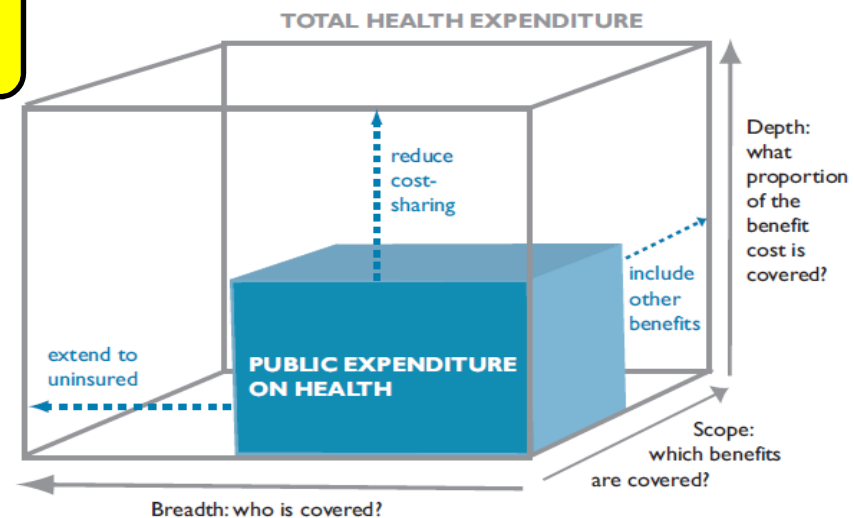 TOTAL HEALTH EXPENDITURE
reduce
cost-
sharing
Depth:
what
proportion
of the
benefit
cost is
covered?
include
other
benefits
extend to
uninsured
PUBLIC EXPENDITURE
ON HEALTH
Scope:
which benefits
are covered?
Breadth: who is covered?